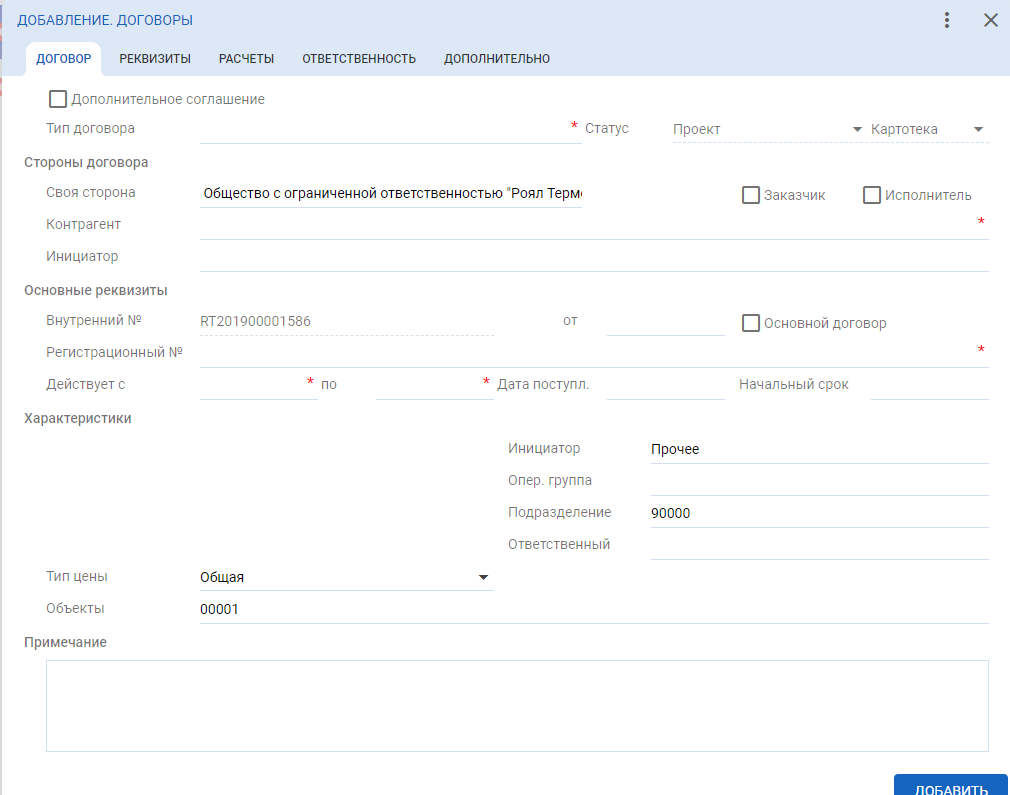 ДОБАВЛЕНИЕ. ДОГОВОРЫ
ДОГОВОР РЕКВИЗИТЫ РАСЧЕТЫ ОТВЕТСТВЕННОСТЬ ДОПОЛНИТЕЛЬНО
Дополнительное соглашение
Тип договора * Статус Проект Картотека
Стороны договора
Своя сторона Общество с ограниченной ответственностью "Роял Термо Заказчик Исполнитель
Контрагент *
Инициатор
Основные реквизиты
Внутренний № RT201900001586 от Основной договор
Регистрационный № *
Действует с * по * Дата поступл. Начальный срок
Характеристики
Инициатор Прочее
Опер. группа
Подразделение 90000
Ответственный
Тип цены Общая
Объекты 00001
Примечание
ДОБАВИТЬ